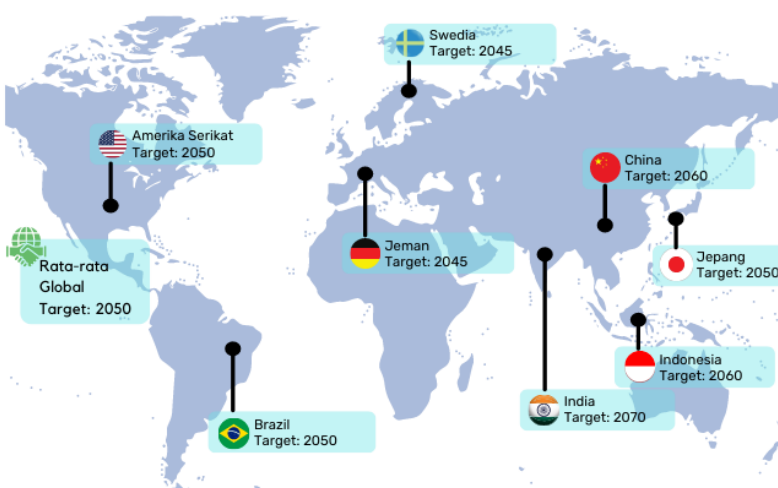 Swedia
Target: 2045
Amerika Serikat
Target: 2050
China
Target: 2060
Jeman
Target: 2045
Jepang
Target: 2050
Rata-rata
Global
Target: 2050
Indonesia
Target: 2060
India
Target: 2070
Brazil
Target: 2050